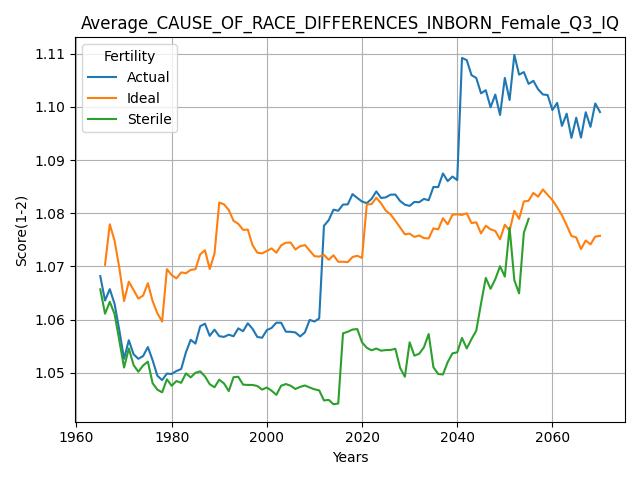 Average_CAUSE_OF_RACE_DIFFERENCES_INBORN_Female_Q3_IQ
Fertility
Actual
Ideal
Sterile
Score(1-2)
1.11
1.10
1.09
1.08
1.07
1.06
1.05
1960
1980
2000
2020
2040
2060
Years